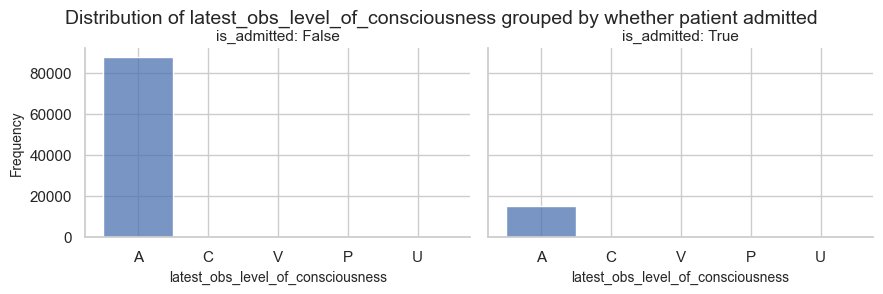 Distribution of latest_obs_level_of_consciousness grouped by whether patient admitted
is_admitted: False
is_admitted: True
Frequency
80000
60000
40000
20000
0
A C V P U
A C V P U
latest_obs_level_of_consciousness
latest_obs_level_of_consciousness